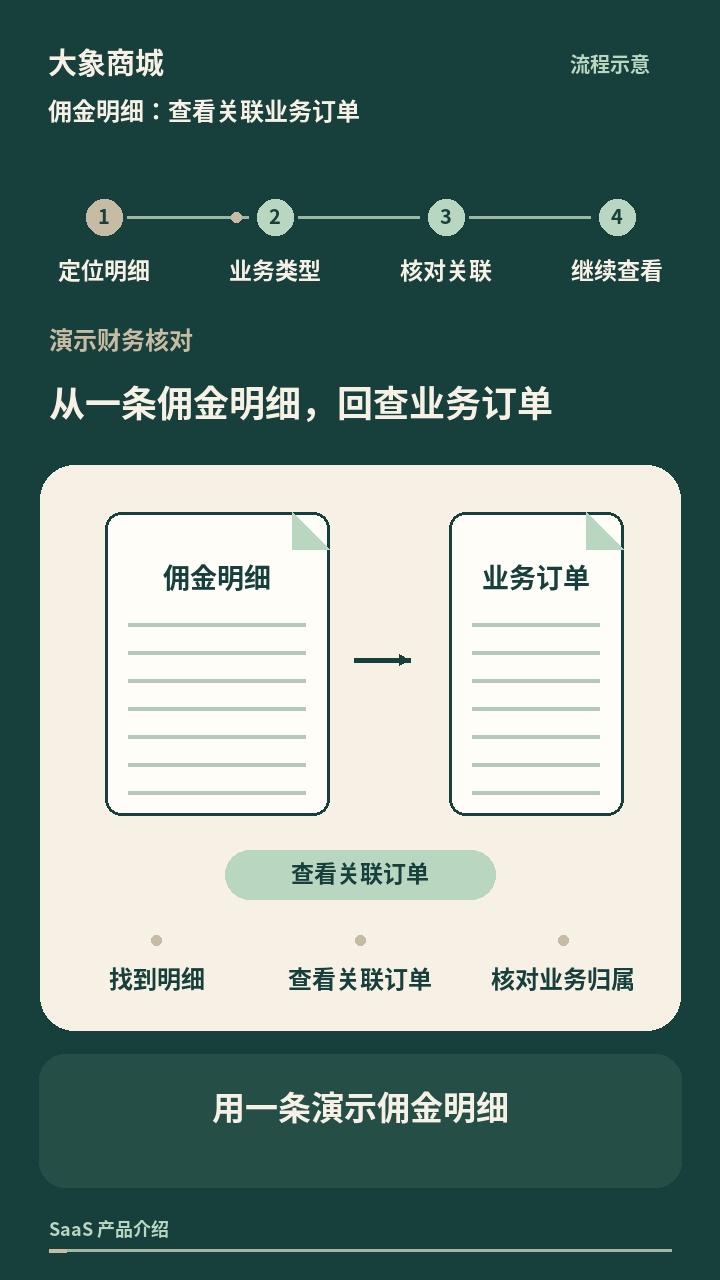 大象商城
流程示意
佣金明细：查看关联业务订单
1 2 3 4
定位明细 业务类型 核对关联 继续查看
演示财务核对
从一条佣金明细，回查业务订单
佣金明细 业务订单
查看关联订单
找到明细 查看关联订单 核对业务归属
用一条演示佣金明细
SaaS 产品介绍